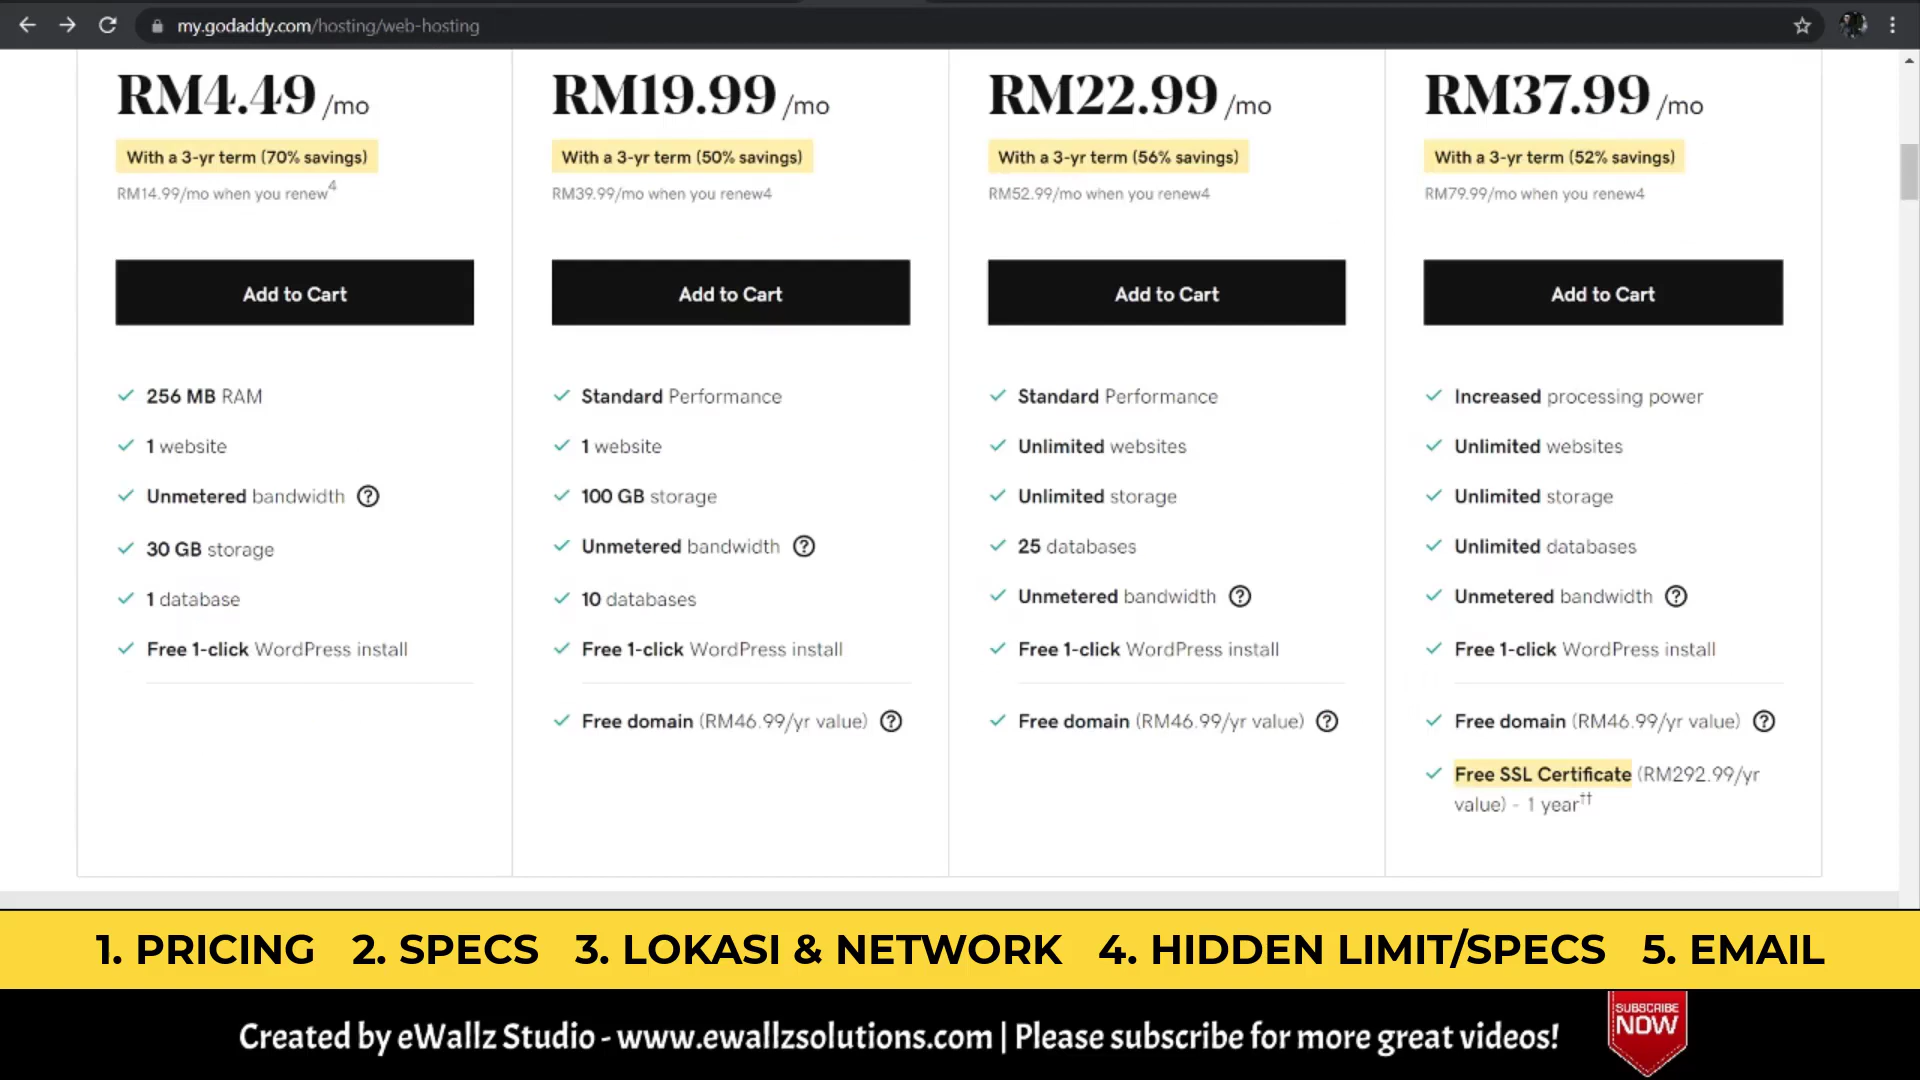 my.godaddy.com/hosting/web-hosting
RM4.49 /mo
With a 3-yr term (70% savings)
RM14.99/mo when you renew4
Add to Cart
256 MB RAM
1 website
Unmetered bandwidth ?
30 GB storage
1 database
Free 1-click WordPress install
RM19.99 /mo
With a 3-yr term (50% savings)
RM39.99/mo when you renew4
Add to Cart
Standard Performance
1 website
100 GB storage
Unmetered bandwidth ?
10 databases
Free 1-click WordPress install
Free domain (RM46.99/yr value) ?
RM22.99 /mo
With a 3-yr term (56% savings)
RM52.99/mo when you renew4
Add to Cart
Standard Performance
Unlimited websites
Unlimited storage
25 databases
Unmetered bandwidth ?
Free 1-click WordPress install
Free domain (RM46.99/yr value) ?
RM37.99 /mo
With a 3-yr term (52% savings)
RM79.99/mo when you renew4
Add to Cart
Increased processing power
Unlimited websites
Unlimited storage
Unlimited databases
Unmetered bandwidth ?
Free 1-click WordPress install
Free domain (RM46.99/yr value) ?
Free SSL Certificate (RM292.99/yr
value) - 1 year††
1. PRICING 2. SPECS 3. LOKASI & NETWORK 4. HIDDEN LIMIT/SPECS 5. EMAIL
Created by eWallz Studio - www.ewallzsolutions.com | Please subscribe for more great videos!
SUBSCRIBE
NOW